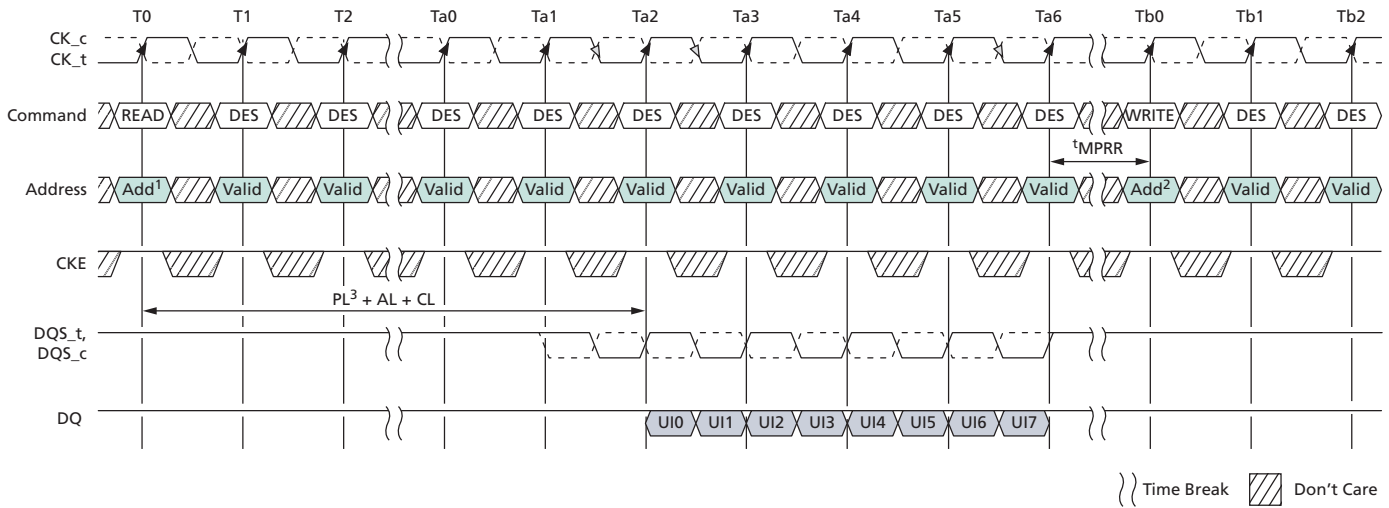 T0 T1 T2 Ta0 Ta1 Ta2 Ta3 Ta4 Ta5 Ta6 Tb0 Tb1 Tb2
CK_c
CK_t
Command READ DES DES DES DES DES DES DES DES DES WRITE DES DES
tMPRR
Address Add1 Valid Valid Valid Valid Valid Valid Valid Valid Valid Add2 Valid Valid
CKE
PL3 + AL + CL
DQS_t,
DQS_c
DQ UI0 UI1 UI2 UI3 UI4 UI5 UI6 UI7
Time Break Don't Care